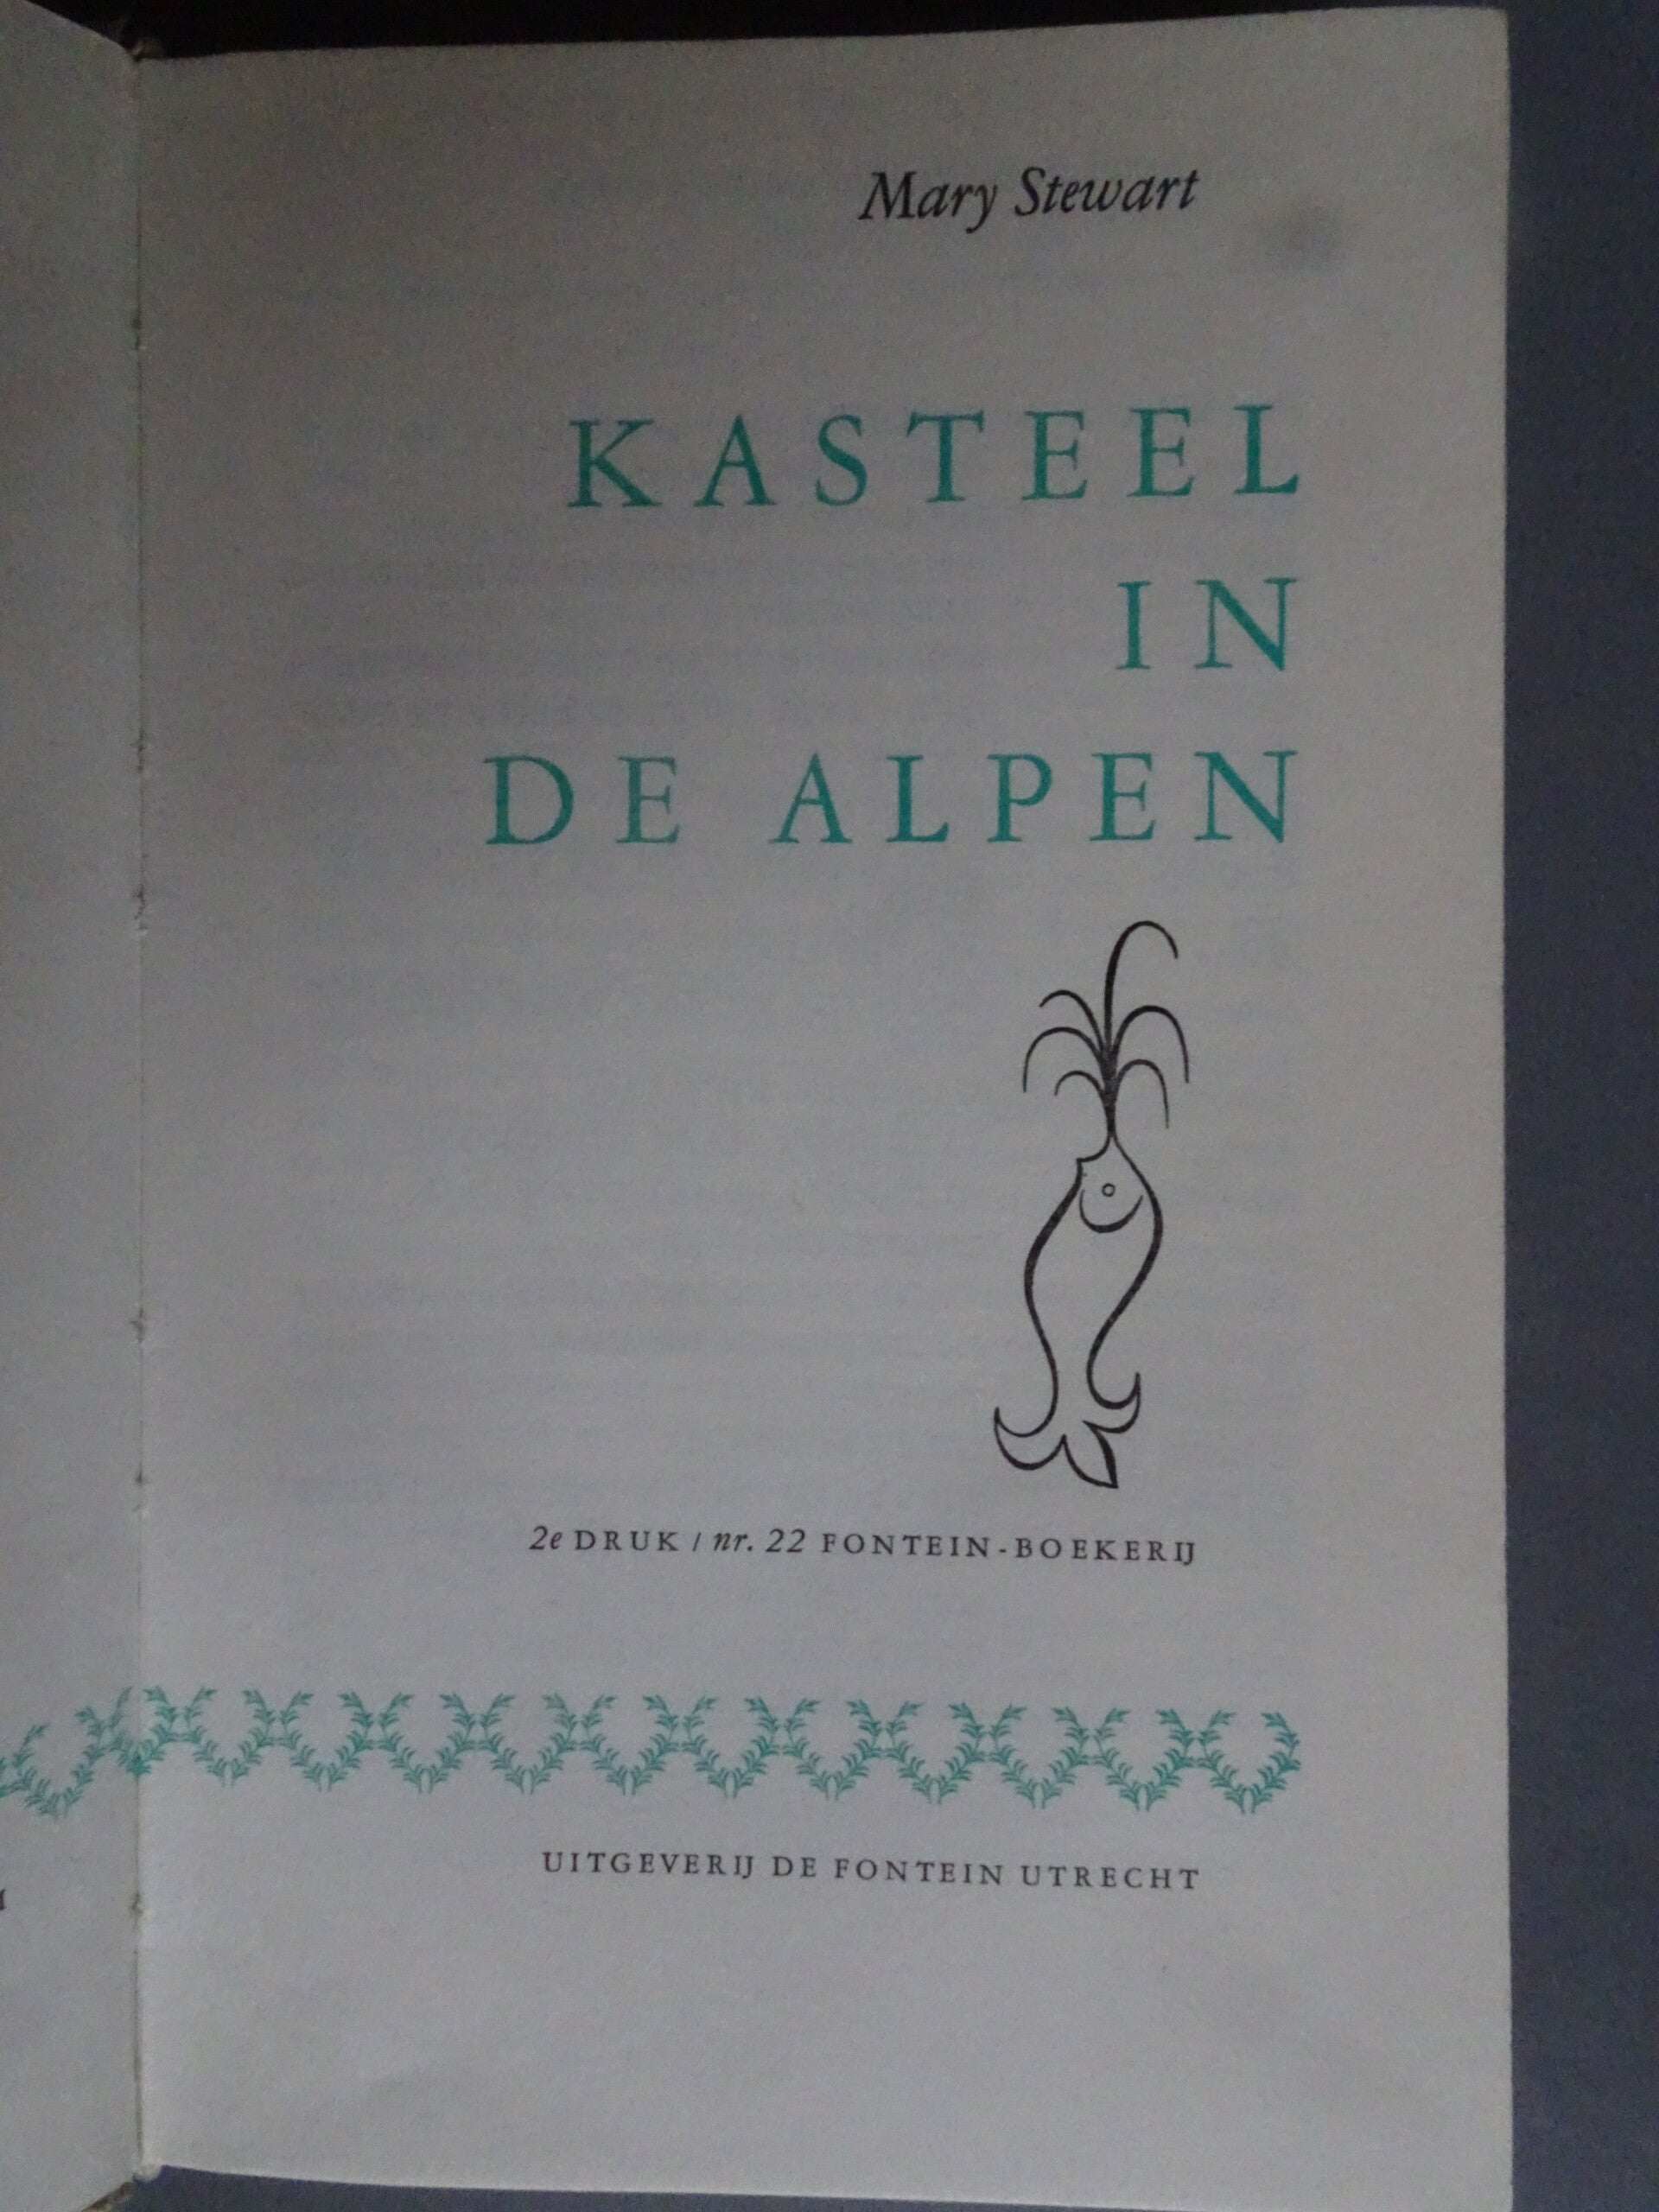 Mary Stewart
KASTEEL
IN
DE ALPEN
2e DRUK / nr. 22 FONTEIN-BOEKERIJ
UITGEVERIJ DE FONTEIN UTRECHT